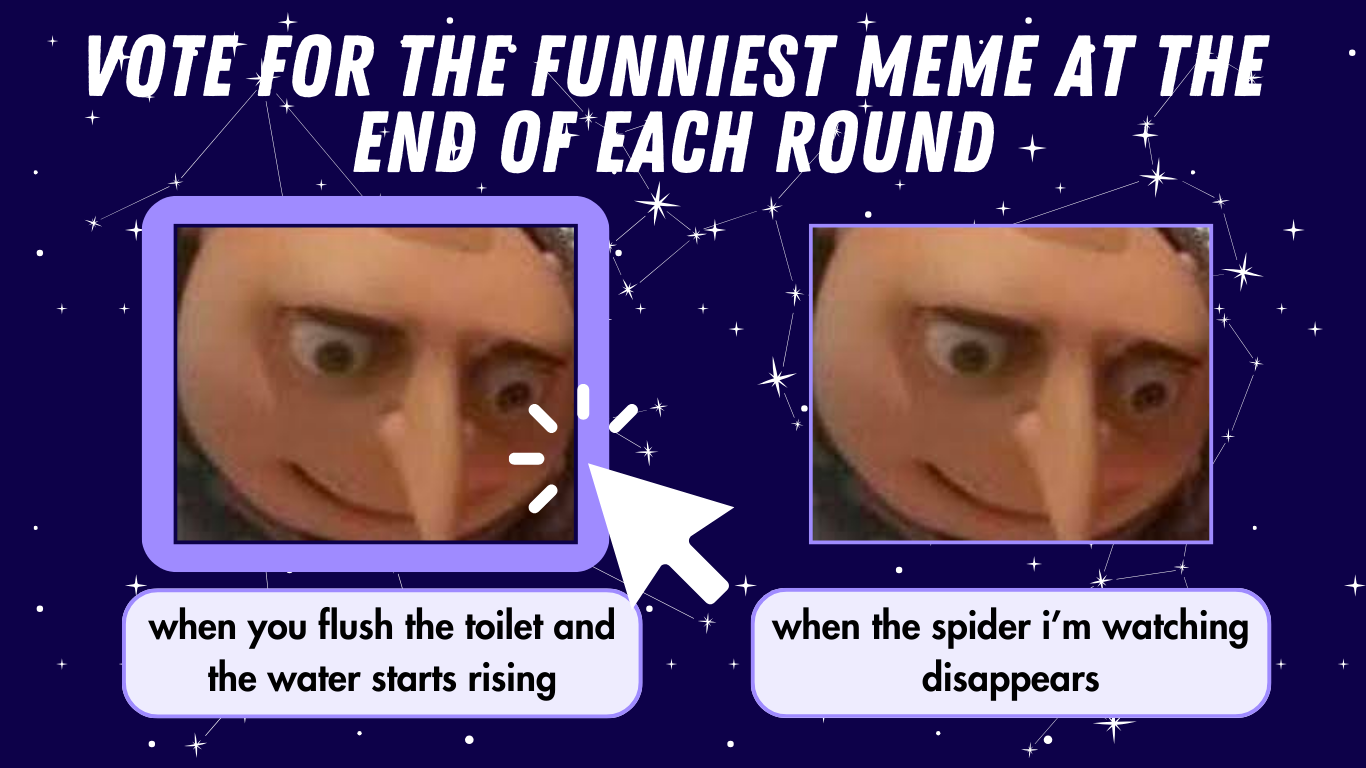 VOTE FOR THE FUNNIEST MEME AT THE
END OF EACH ROUND
when you flush the toilet and
the water starts rising
when the spider i’m watching
disappears